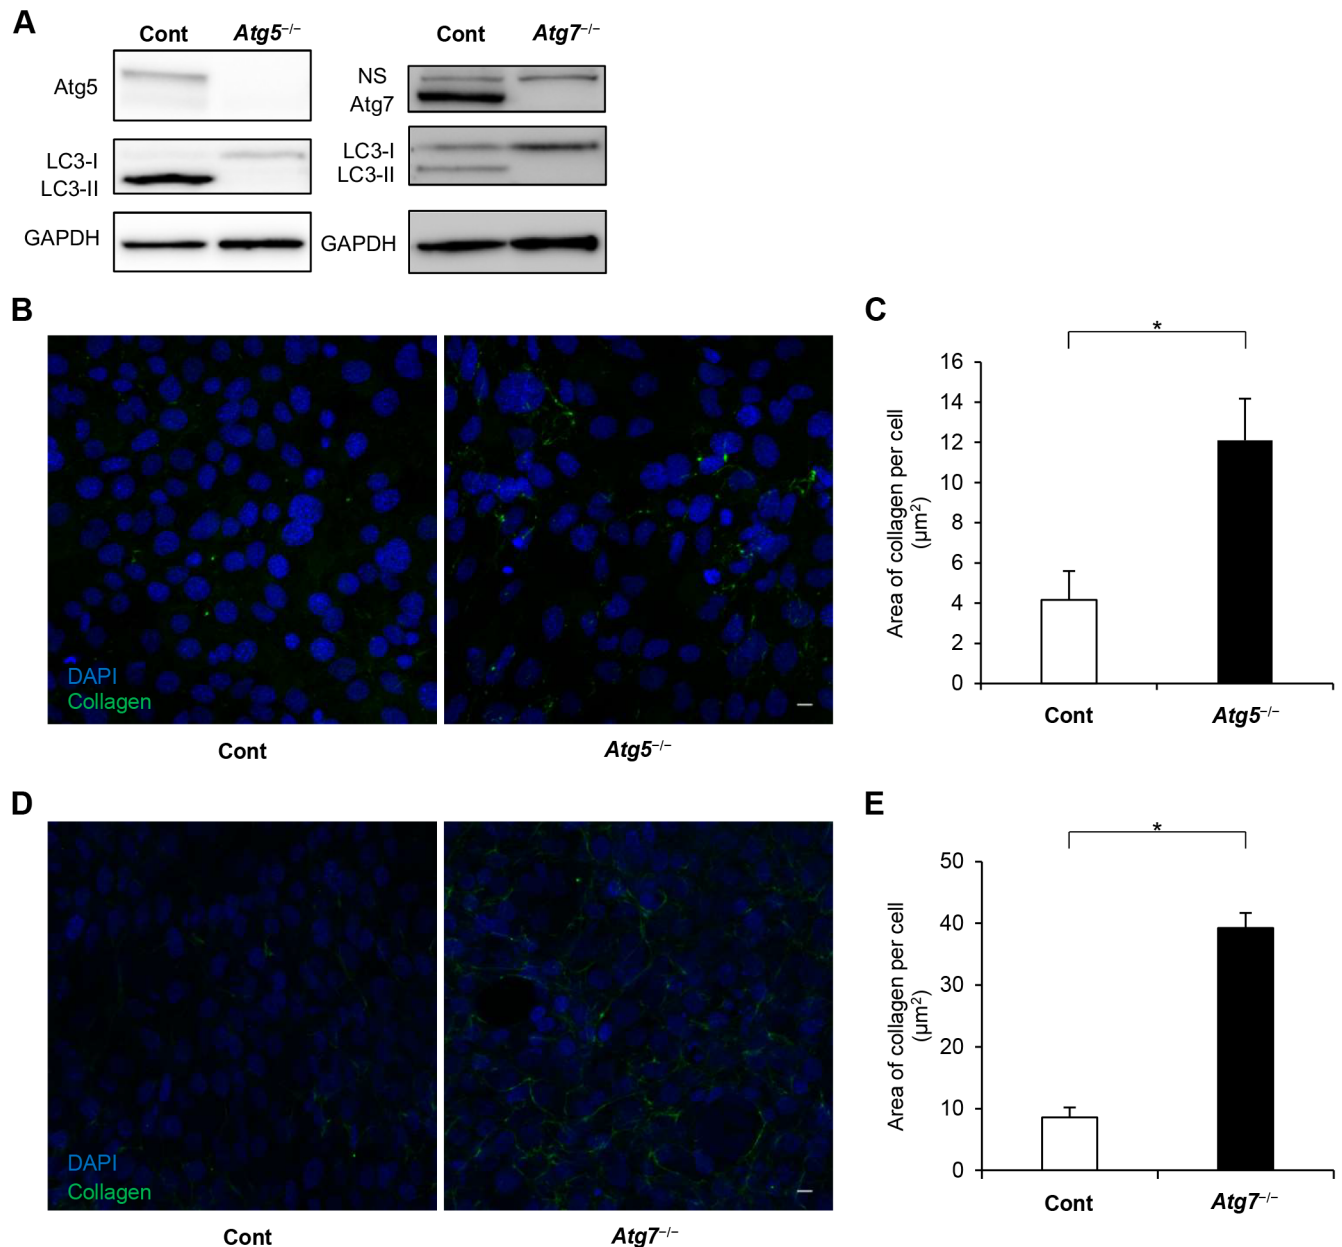 A
Cont Atg5−/−
Atg5
LC3-I
LC3-II
GAPDH
Cont Atg7−/−
NS
Atg7
LC3-I
LC3-II
GAPDH
B
DAPI
Collagen
Cont
Atg5−/−
C
*
Area of collagen per cell
(µm²)
16
14
12
10
8
6
4
2
0
Cont
Atg5−/−
D
DAPI
Collagen
Cont
Atg7−/−
E
*
Area of collagen per cell
(µm²)
50
40
30
20
10
0
Cont
Atg7−/−